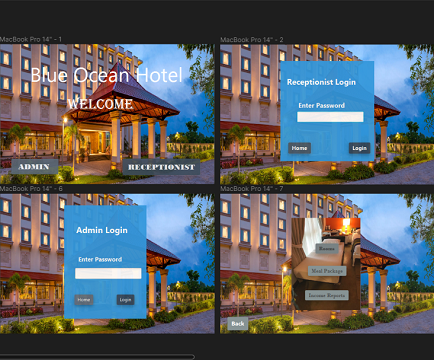 MacBook Pro 14" - 1
Blue Ocean Hotel
WELCOME
ADMIN
RECEPTIONIST
MacBook Pro 14" - 2
Receptionist Login
Enter Password
Home
Login
MacBook Pro 14" - 6
Admin Login
Enter Password
Home
Login
MacBook Pro 14" - 7
Rooms
Meal Package
Income Reports
Back